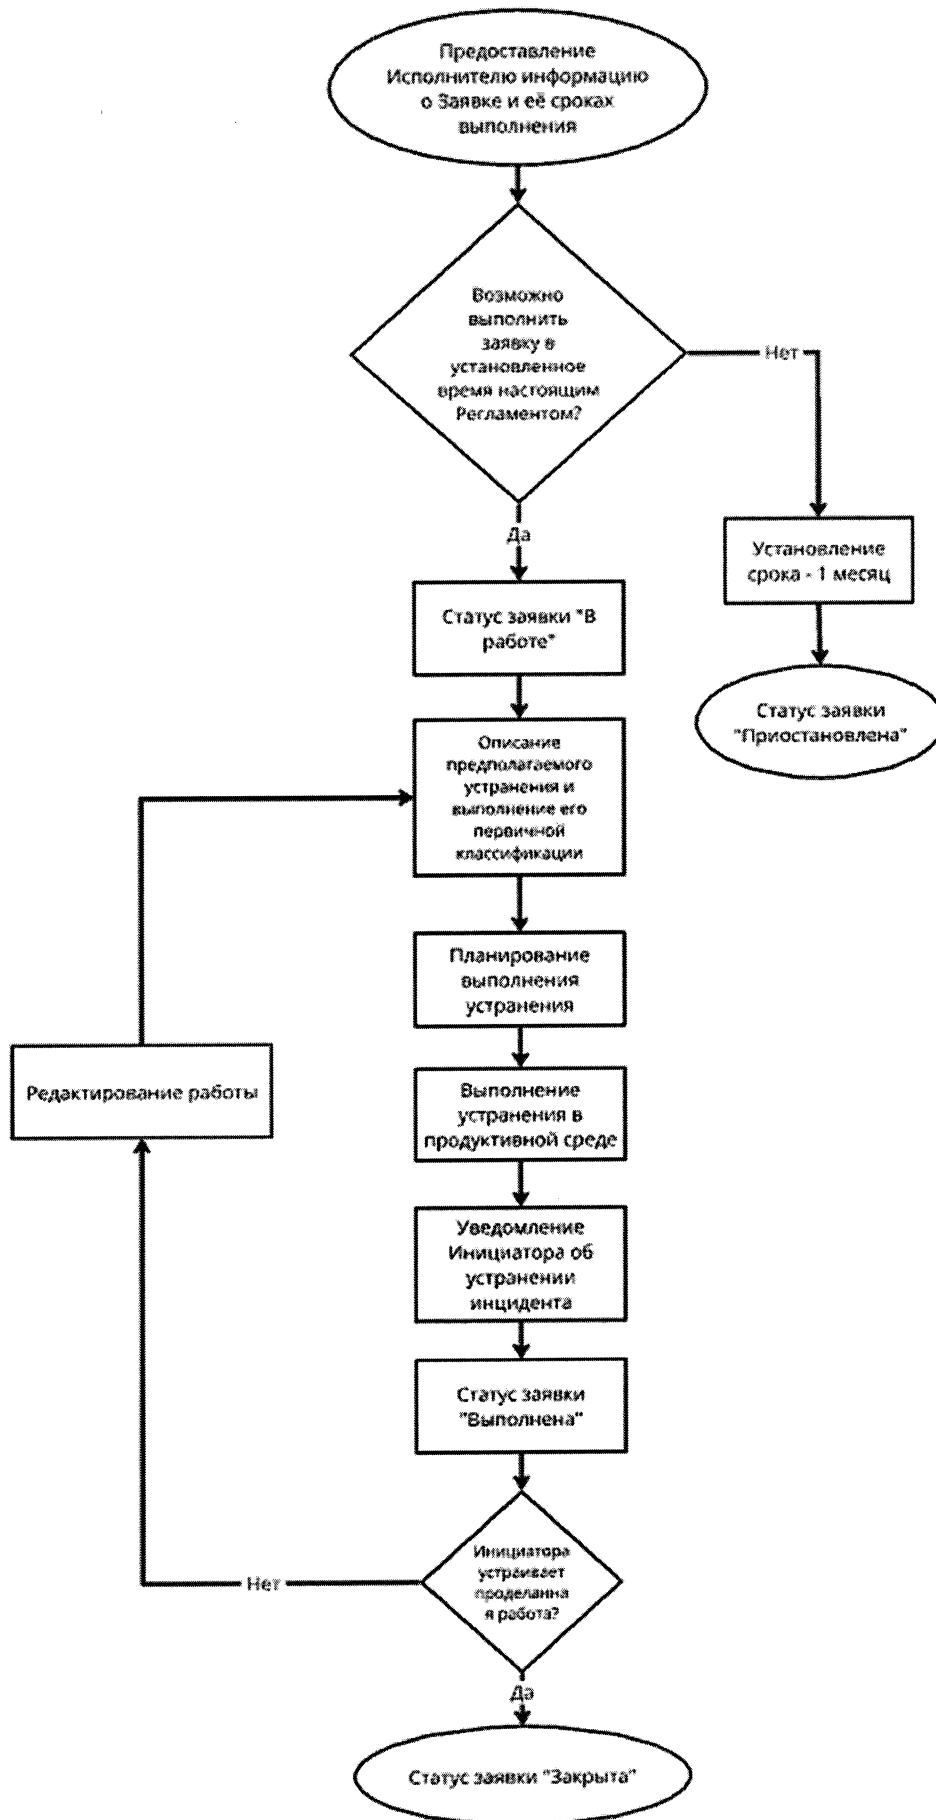 Предоставление
Исполнителю информацию
о Заявке и её сроках
выполнения
Возможно
выполнить
заявку в
установленное
время настоящим
Регламентом?
Нет
Да
Установление
срока - 1 месяц
Статус заявки "В
работе"
Статус заявки
"Приостановлена"
Описание
предполагаемого
устранения и
выполнение его
первичной
классификации
Планирование
выполнения
устранения
Редактирование работы
Выполнение
устранения в
продуктивной среде
Уведомление
Инициатора об
устранении
инцидента
Статус заявки
"Выполнена"
Инициатора
устраивает
проделанна
я работа?
Нет
Да
Статус заявки "Закрыта"